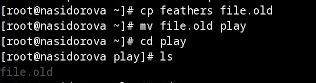 [root@nasidorova ~]# cp feathers file.old
[root@nasidorova ~]# mv file.old play
[root@nasidorova ~]# cd play
[root@nasidorova play]# ls
file.old